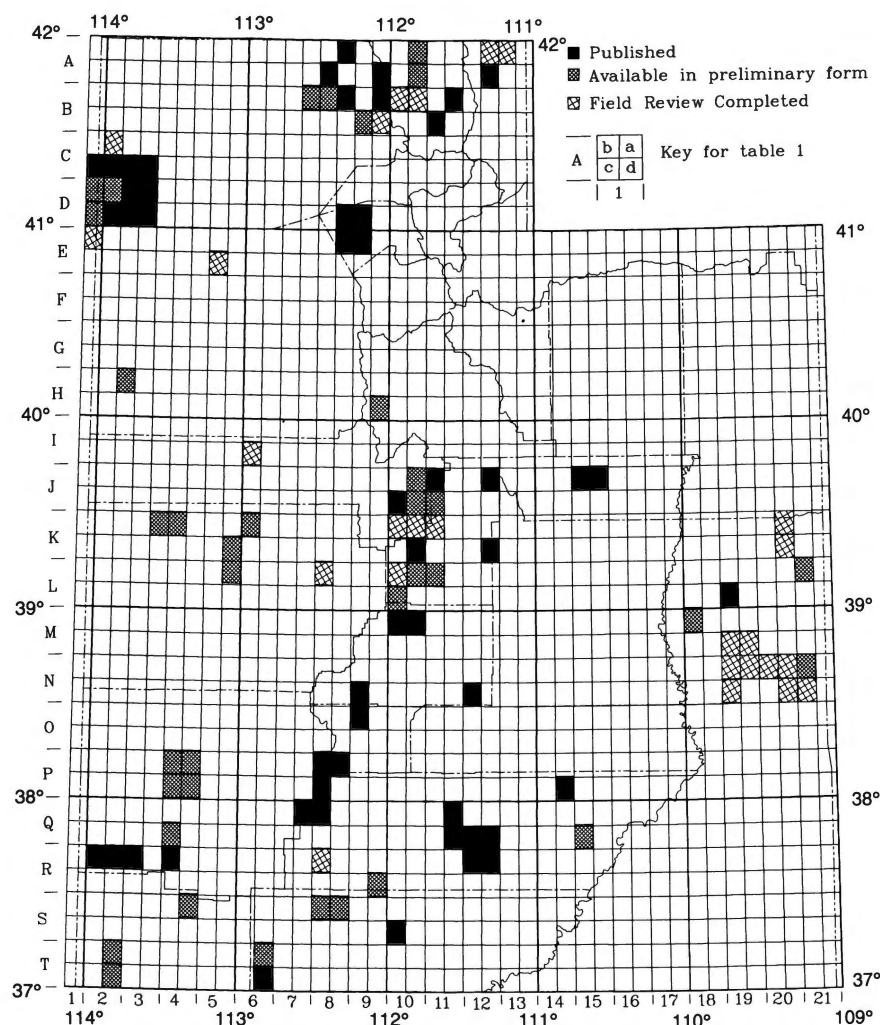 114° 113° 112° 111°
42° 42°
■ Published
Available in preliminary form
Field Review Completed
A b a Key for table 1
c d
1
A
B
C
D
41° 41°
E
F
G
H
40° 40°
I
J
K
L
39° 39°
M
N
O
P
38° 38°
Q
R
S
T
37° 37°
1 2 3 4 5 6 7 8 9 10 11 12 13 14 15 16 17 18 19 20 21
114° 113° 112° 111° 110° 109°